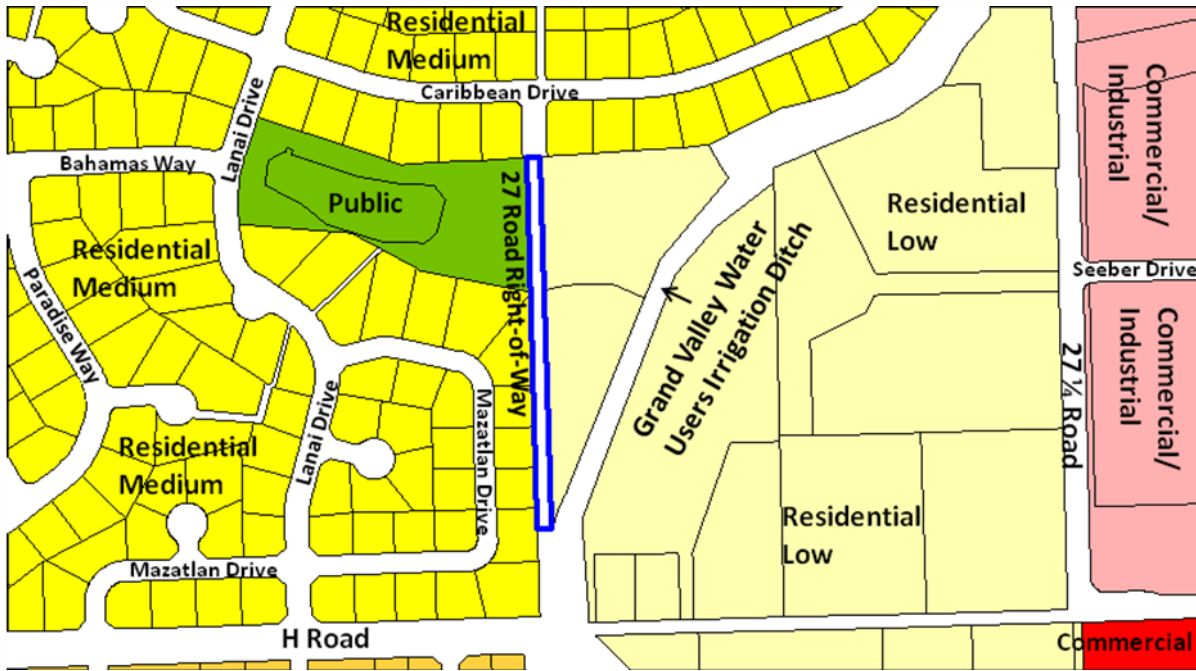 Residential
Medium
Caribbean Drive
Lanai Drive
Commercial/
Industrial
Bahamas Way
Public
27 Road Right-of-Way
Residential
Low
Residential
Medium
Grand Valley Water
Users Irrigation Ditch
Seeber Drive
Paradise Way
Commercial/
Industrial
27 ¼ Road
Mazatlan Drive
Lanai Drive
Residential
Medium
Residential
Low
Mazatlan Drive
H Road
Commercial